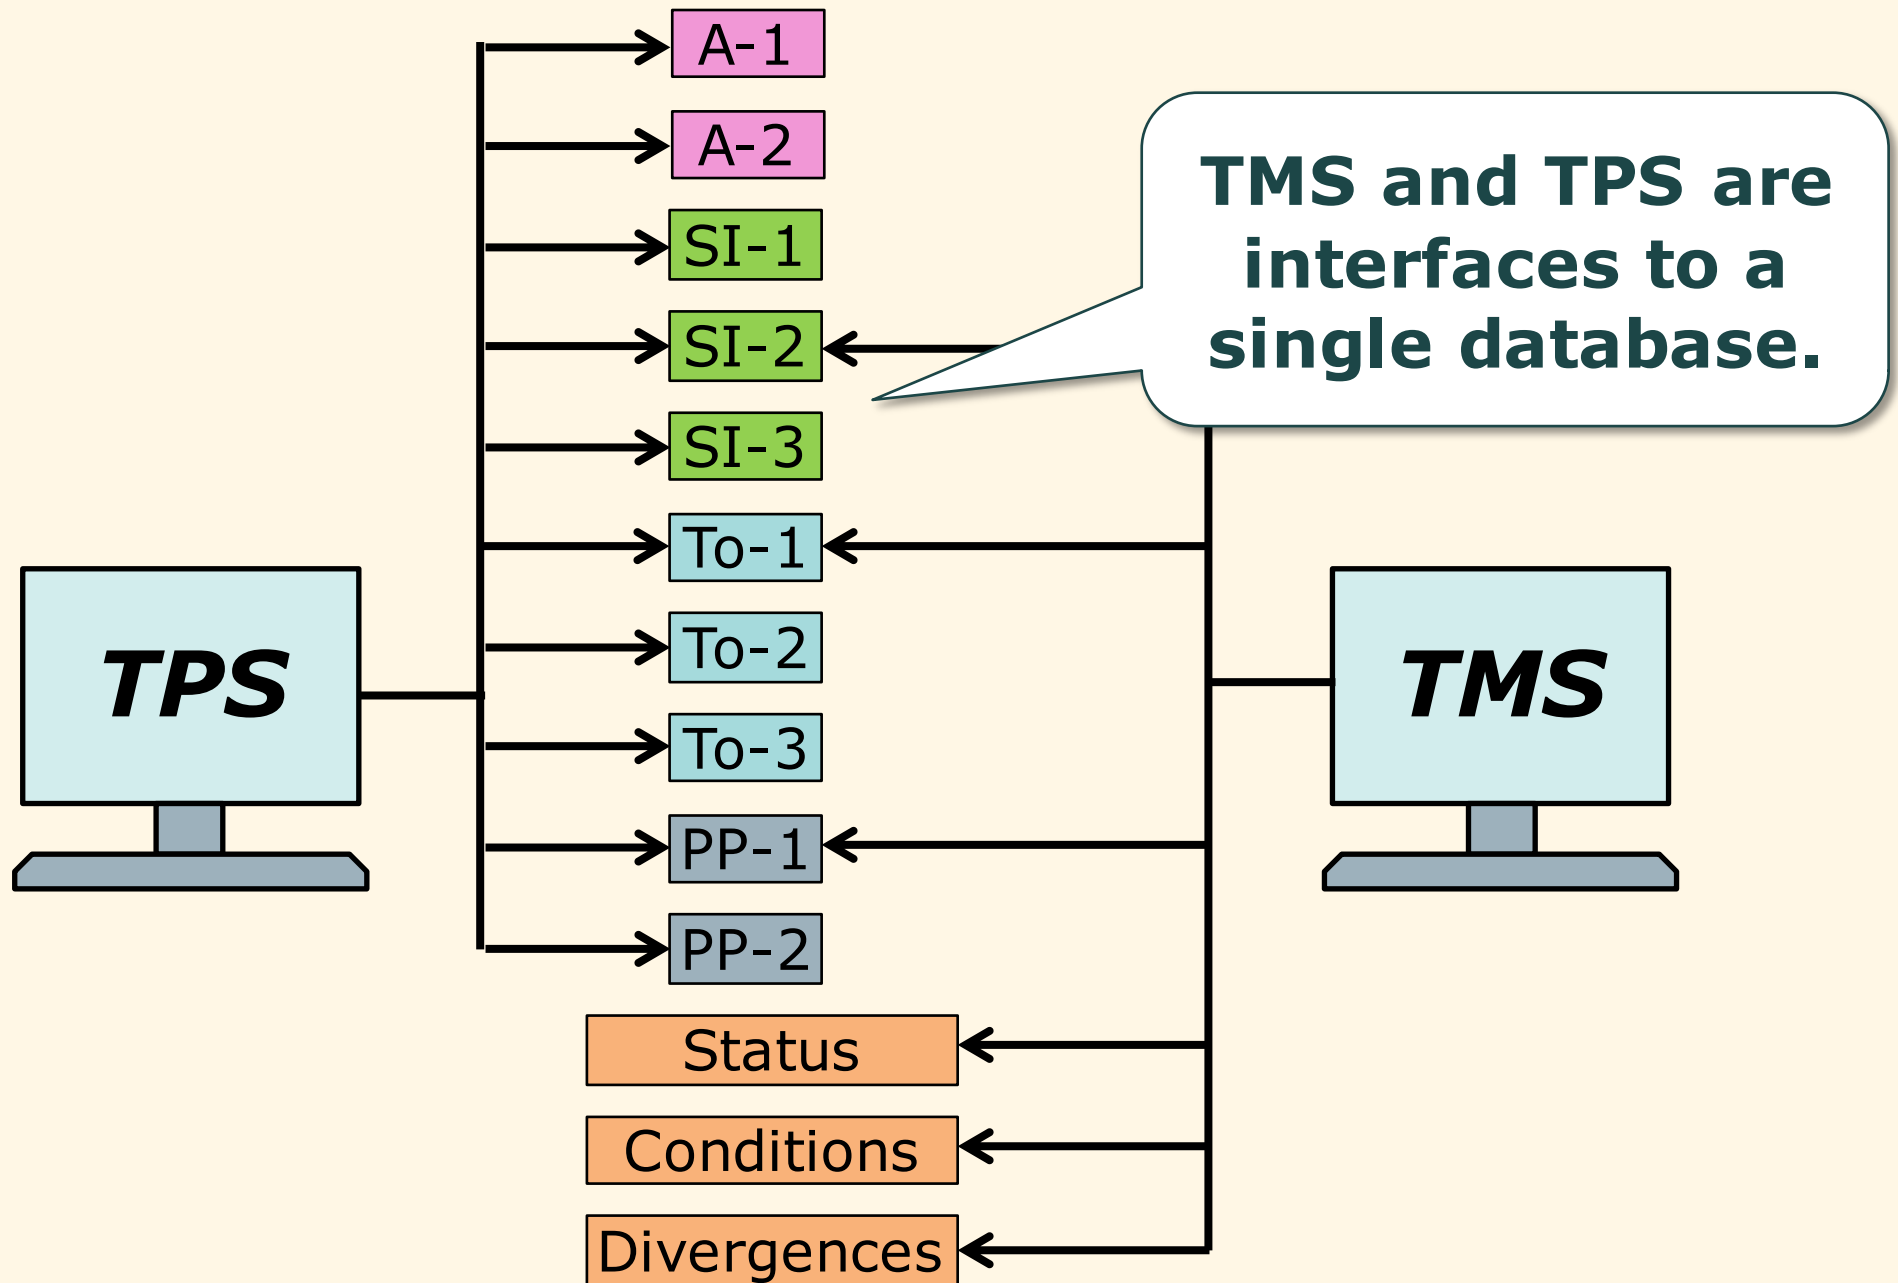 A-1
A-2
SI-1
SI-2
SI-3
To-1
To-2
To-3
PP-1
PP-2
Status
Conditions
Divergences
TPS
TMS
TMS and TPS are
interfaces to a
single database.